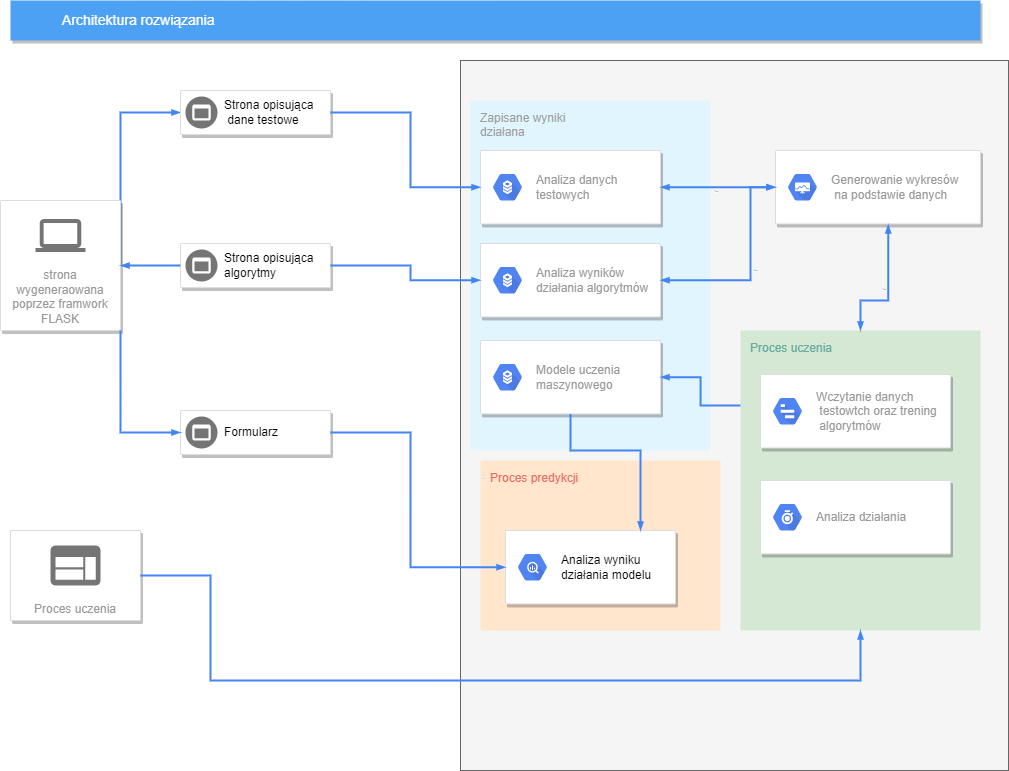 Architektura rozwiązania
Strona opisująca
dane testowe
Zapisane wyniki
działana
Analiza danych
testowych
Generowanie wykresów
na podstawie danych
strona
wygeneraowana
poprzez framwork
FLASK
Strona opisująca
algorytmy
Analiza wyników
działania algorytmów
Modele uczenia
maszynowego
Proces uczenia
Wczytanie danych
testowtch oraz trening
algorytmów
Formularz
Proces predykcji
Analiza działania
Analiza wyniku
działania modelu
Proces uczenia